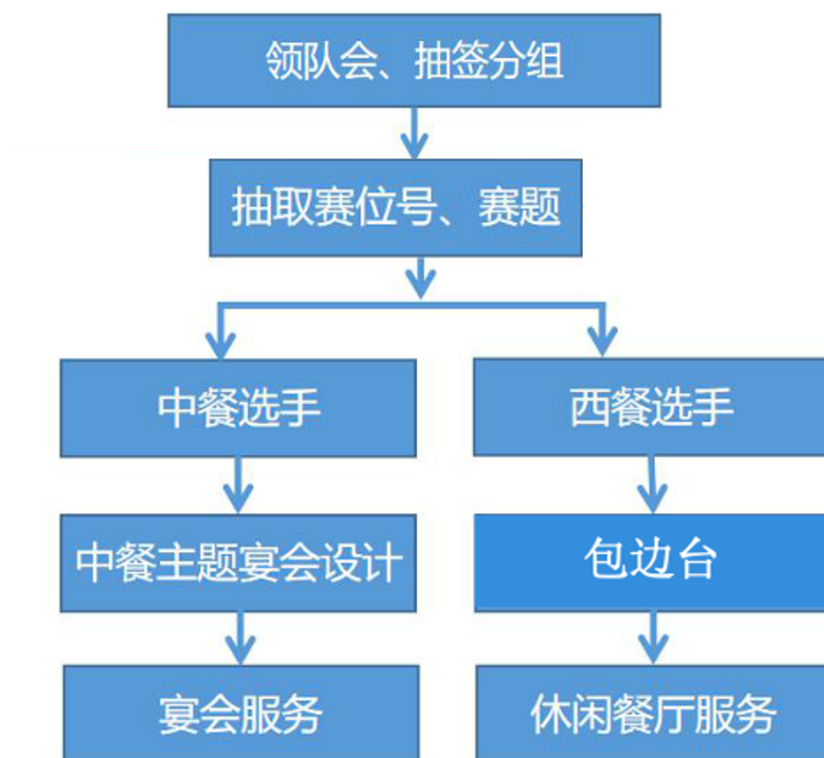 领队会、抽签分组
抽取赛位号、赛题
中餐选手
西餐选手
中餐主题宴会设计
包边台
宴会服务
休闲餐厅服务